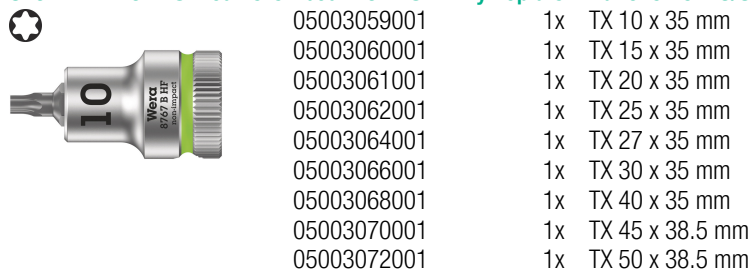 05003059001 1x TX 10 x 35 mm
05003060001 1x TX 15 x 35 mm
05003061001 1x TX 20 x 35 mm
05003062001 1x TX 25 x 35 mm
05003064001 1x TX 27 x 35 mm
05003066001 1x TX 30 x 35 mm
05003068001 1x TX 40 x 35 mm
05003070001 1x TX 45 x 38.5 mm
05003072001 1x TX 50 x 38.5 mm
10
Wera
8767 B HF
non-impact